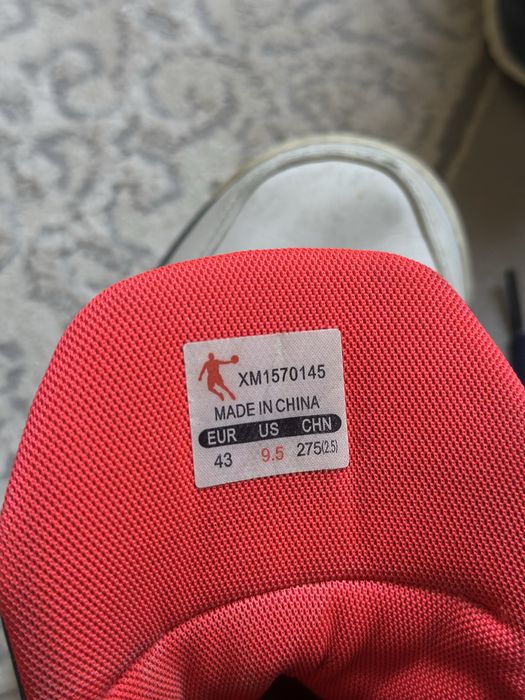 XM1570145
MADE IN CHINA
EUR US CHN
43 9.5 275(2.5)